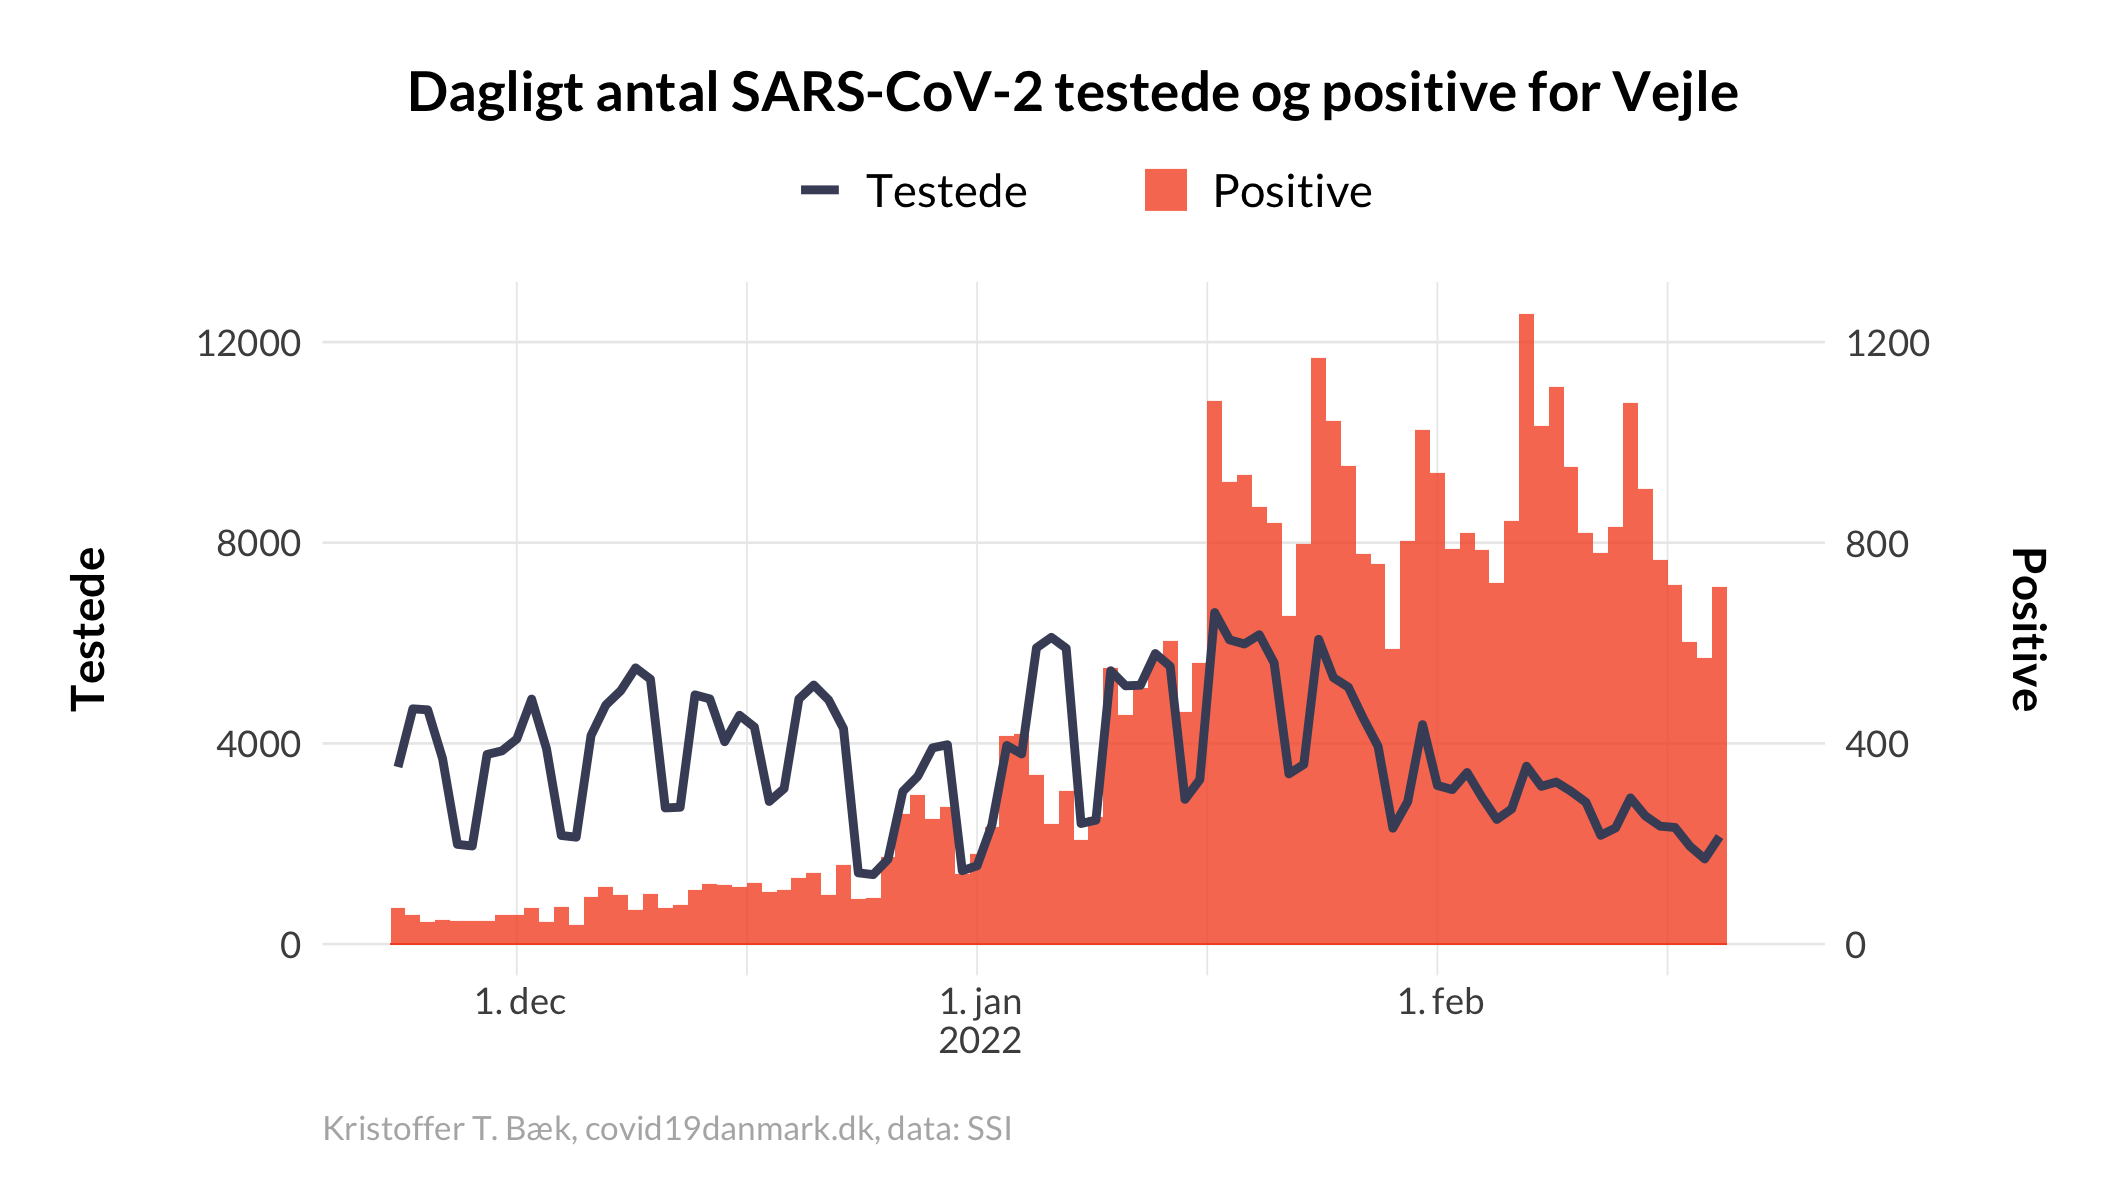 Dagligt antal SARS-CoV-2 testede og positive for Vejle
Testede
Positive
12000
8000
4000
0
Testede
1200
800
400
0
Positive
1. dec
1. jan
2022
1. feb
Kristoffer T. Bæk, covid19danmark.dk, data: SSI